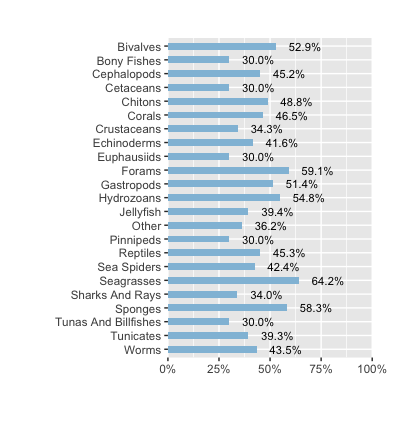 Bivalves 52.9%
Bony Fishes 30.0%
Cephalopods 45.2%
Cetaceans 30.0%
Chitons 48.8%
Corals 46.5%
Crustaceans 34.3%
Echinoderms 41.6%
Euphausiids 30.0%
Forams 59.1%
Gastropods 51.4%
Hydrozoans 54.8%
Jellyfish 39.4%
Other 36.2%
Pinnipeds 30.0%
Reptiles 45.3%
Sea Spiders 42.4%
Seagrasses 64.2%
Sharks And Rays 34.0%
Sponges 58.3%
Tunas And Billfishes 30.0%
Tunicates 39.3%
Worms 43.5%
0% 25% 50% 75% 100%